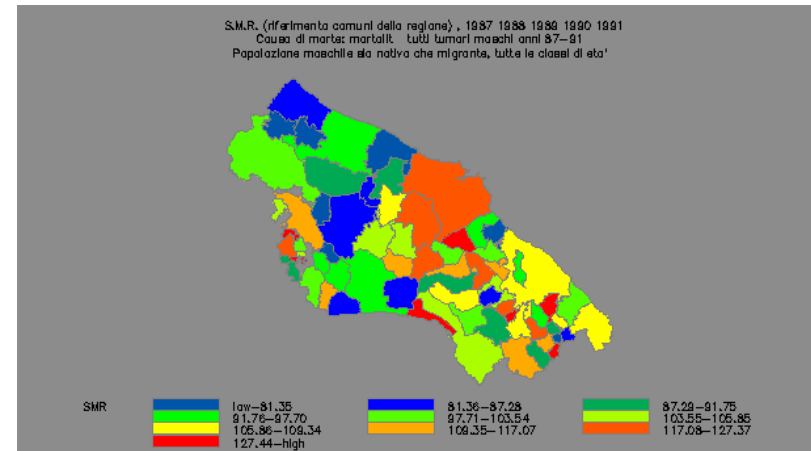 S.M.R. (riferimento comuni della regione) , 1987 1988 1989 1990 1991
Causa di morte: mortalit tutti tumori maschi anni 87-91
Popolazione maschile sia nativa che migrante, tutte le classi di eta'
SMR low-81.35 81.36-87.28 87.29-91.75
91.76-97.70 97.71-103.54 103.55-105.85
105.86-109.34 109.35-117.07 117.08-127.37
127.44-high